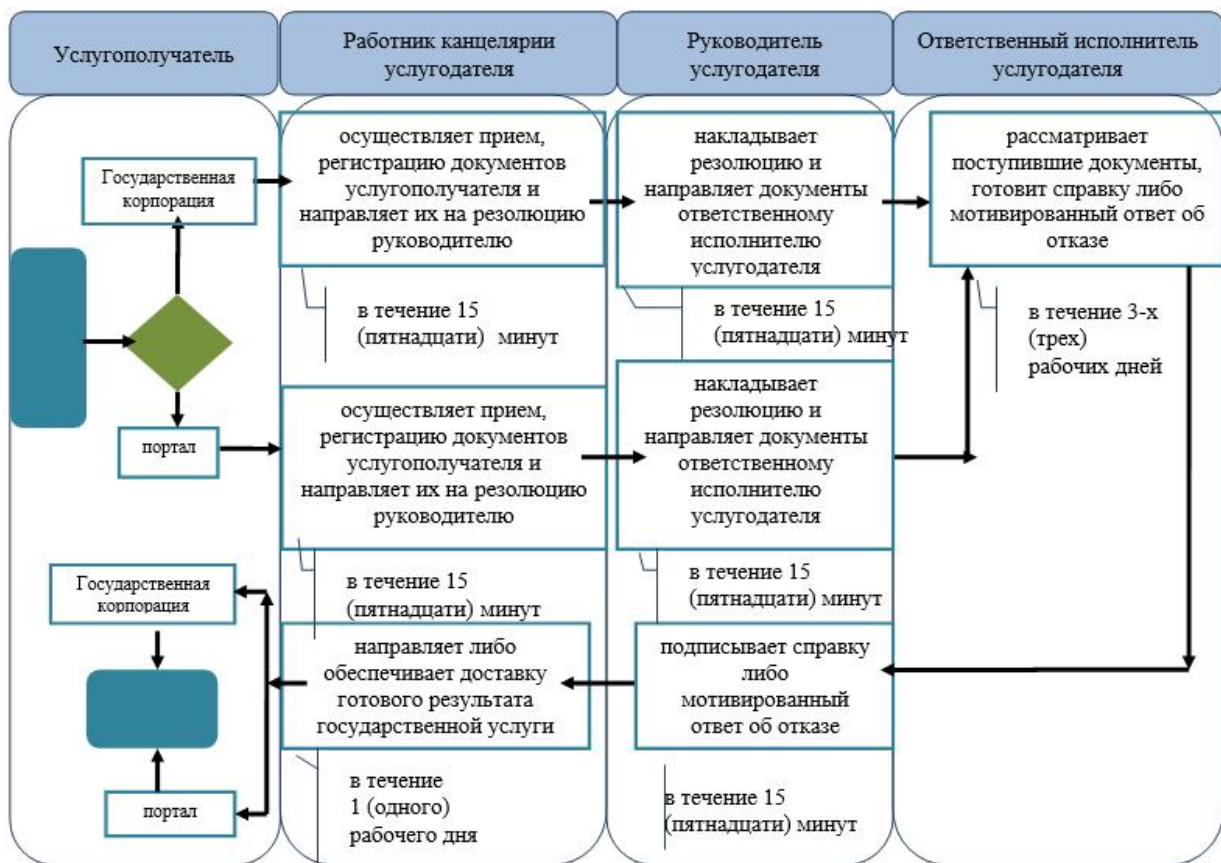 Услугополучатель
Работник канцелярии
услугодателя
Руководитель
услугодателя
Ответственный исполнитель
услугодателя
Государственная
корпорация
осуществляет прием,
регистрацию документов
услугополучателя и
направляет их на резолюцию
руководителю
накладывает
резолюцию и
направляет документы
ответственному
исполнителю
услугодателя
рассматривает
поступившие документы,
готовит справку либо
мотивированный ответ об
отказе
в течение 15
(пятнадцати) минут
в течение 15
(пятнадцати) минут
в течение 3-х
(трех)
рабочих дней
портал
осуществляет прием,
регистрацию документов
услугополучателя и
направляет их на резолюцию
руководителю
накладывает
резолюцию и
направляет документы
ответственному
исполнителю
услугодателя
в течение 15
(пятнадцати) минут
в течение 15
(пятнадцати) минут
Государственная
корпорация
направляет либо
обеспечивает доставку
готового результата
государственной услуги
подписывает справку
либо
мотивированный
ответ об отказе
портал
в течение
1 (одного)
рабочего дня
в течение 15
(пятнадцати) минут